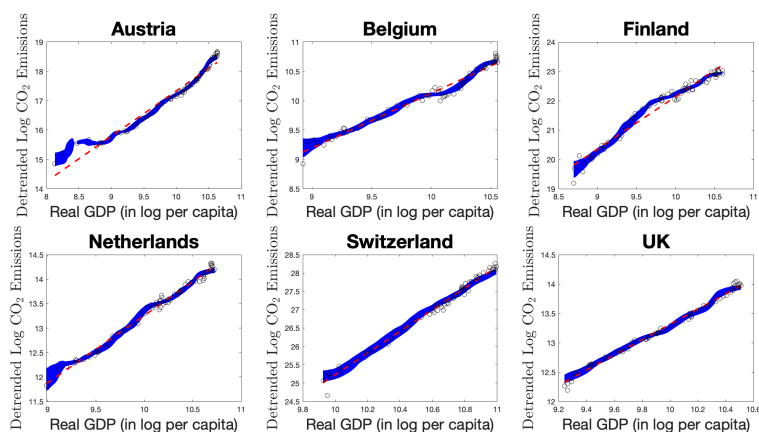 Austria
Detrended Log CO₂ Emissions
19
18
17
16
15
14
8 8.5 9 9.5 10 10.5 11
Real GDP (in log per capita)
Belgium
Detrended Log CO₂ Emissions
11
10.5
10
9.5
9
8.5
9 9.5 10 10.5
Real GDP (in log per capita)
Finland
Detrended Log CO₂ Emissions
24
23
22
21
20
19
8.5 9 9.5 10 10.5 11
Real GDP (in log per capita)
Netherlands
Detrended Log CO₂ Emissions
14.5
14
13.5
13
12.5
12
11.5
9 9.5 10 10.5 11
Real GDP (in log per capita)
Switzerland
Detrended Log CO₂ Emissions
28.5
28
27.5
27
26.5
26
25.5
25
24.5
9.8 10 10.2 10.4 10.6 10.8 11
Real GDP (in log per capita)
UK
Detrended Log CO₂ Emissions
14.5
14
13.5
13
12.5
12
9.2 9.4 9.6 9.8 10 10.2 10.4 10.6
Real GDP (in log per capita)